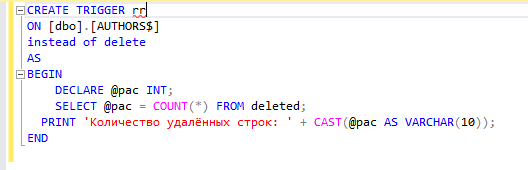 CREATE TRIGGER rr
ON [dbo].[AUTHORS$]
instead of delete
AS
BEGIN
DECLARE @pac INT;
SELECT @pac = COUNT(*) FROM deleted;
PRINT 'Количество удалённых строк: ' + CAST(@pac AS VARCHAR(10));
END